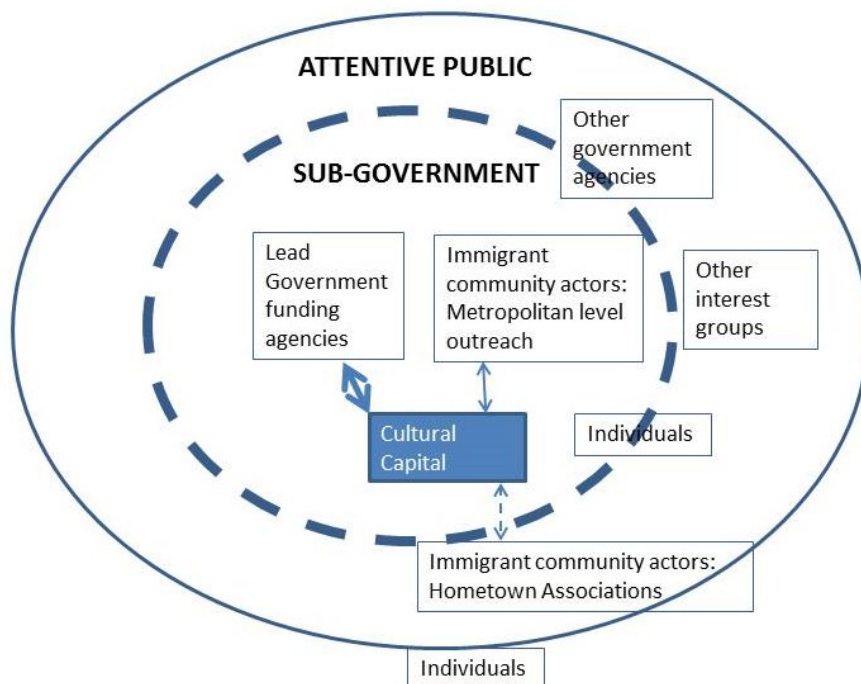 ATTENTIVE PUBLIC
Other
government
agencies
SUB-GOVERNMENT
Lead
Government
funding
agencies
Immigrant
community actors:
Metropolitan level
outreach
Other
interest
groups
Cultural
Capital
Individuals
Immigrant community actors:
Hometown Associations
Individuals